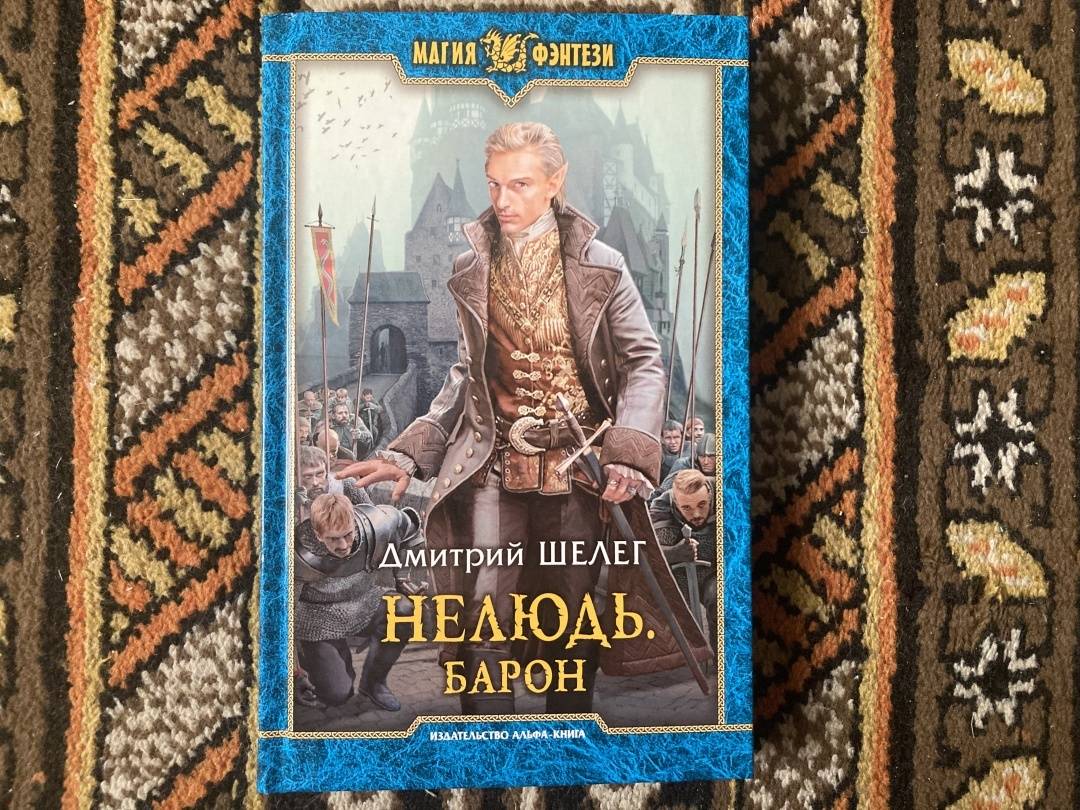 МАГИЯ ФЭНТЕЗИ
Дмитрий ШЕЛЕГ
НЕЛЮДЬ.
БАРОН
ИЗДАТЕЛЬСТВО АЛЬФА-КНИГА